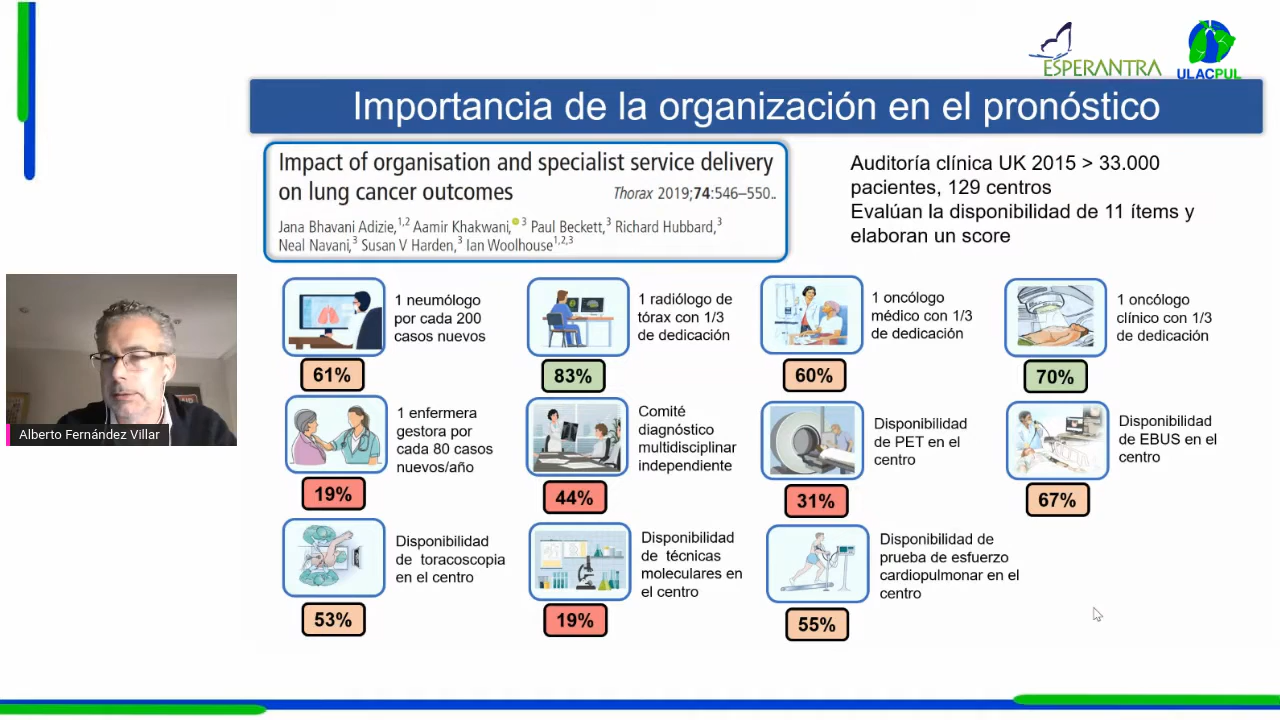 ESPERANTRA
ULACPUL
Importancia de la organización en el pronóstico
Impact of organisation and specialist service delivery
on lung cancer outcomes
Thorax 2019;74:546–550..
Jana Bhavani Adizie,1,2 Aamir Khakwani,3 Paul Beckett,3 Richard Hubbard,3
Neal Navani,3 Susan V Harden,3 Ian Woolhouse1,2,3
Auditoría clínica UK 2015 > 33.000
pacientes, 129 centros
Evalúan la disponibilidad de 11 ítems y
elaboran un score
1 neumólogo
por cada 200
casos nuevos
61%
1 radiólogo de
tórax con 1/3
de dedicación
83%
1 oncólogo
médico con 1/3
de dedicación
60%
1 oncólogo
clínico con 1/3
de dedicación
70%
1 enfermera
gestora por
cada 80 casos
nuevos/año
19%
Comité
diagnóstico
multidisciplinar
independiente
44%
Disponibilidad
de PET en el
centro
31%
Disponibilidad
de EBUS en el
centro
67%
Disponibilidad
de toracoscopia
en el centro
53%
Disponibilidad
de técnicas
moleculares en
el centro
19%
Disponibilidad de
prueba de esfuerzo
cardiopulmonar en el
centro
55%
Alberto Fernández Villar